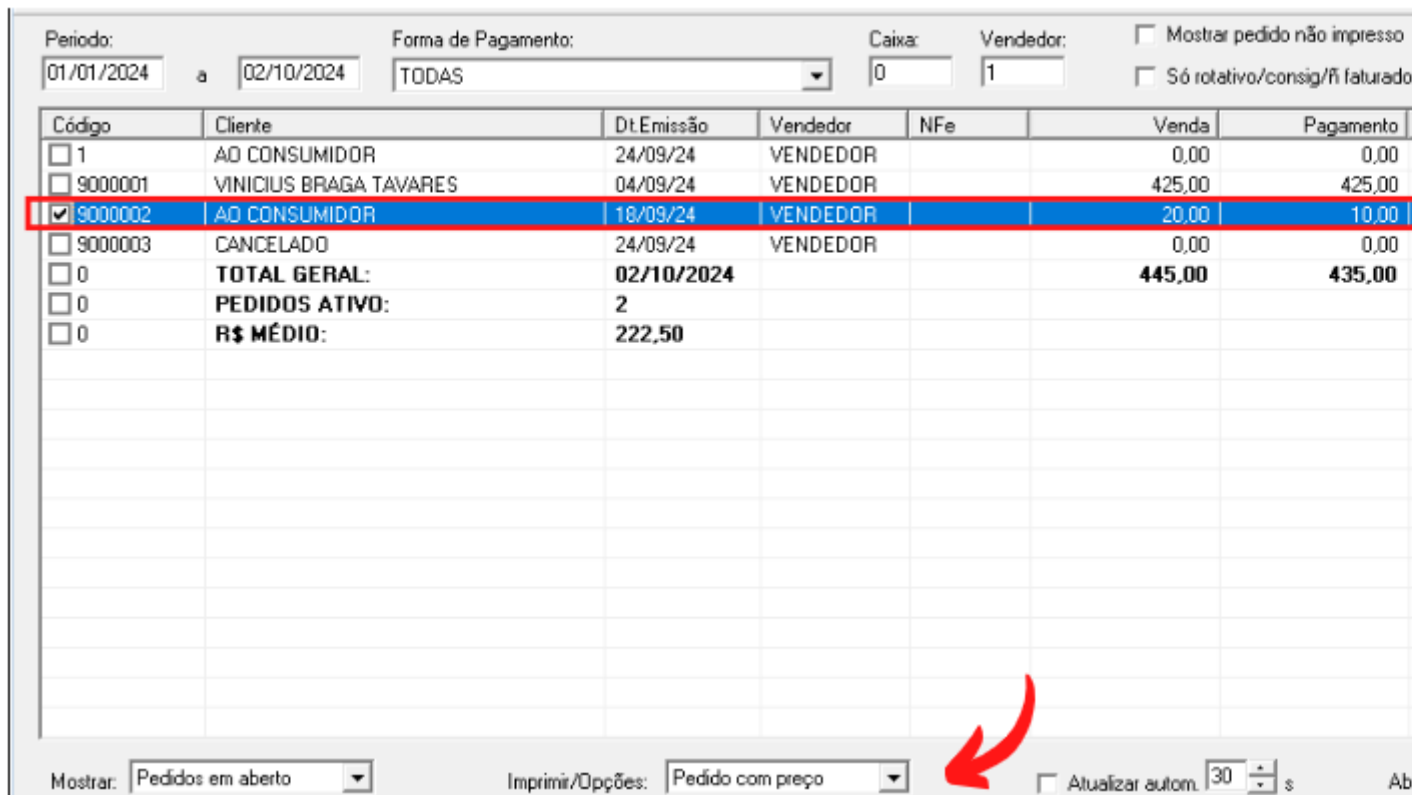 Periodo: Forma de Pagamento: Caixa: Vendedor: Mostrar pedido não impresso
01/01/2024 a 02/10/2024 TODAS 0 1 Só rotativo/consig/ñ faturado
Código Cliente Dt.Emissão Vendedor NFe Venda Pagamento
1 AO CONSUMIDOR 24/09/24 VENDEDOR 0,00 0,00
9000001 VINICIUS BRAGA TAVARES 04/09/24 VENDEDOR 425,00 425,00
9000002 AO CONSUMIDOR 18/09/24 VENDEDOR 20,00 10,00
9000003 CANCELADO 24/09/24 VENDEDOR 0,00 0,00
0 TOTAL GERAL: 02/10/2024 445,00 435,00
0 PEDIDOS ATIVO: 2
0 R$ MÉDIO: 222,50
Mostrar: Pedidos em aberto Imprimir/Opções: Pedido com preço Atualizar autom. 30 s Ab